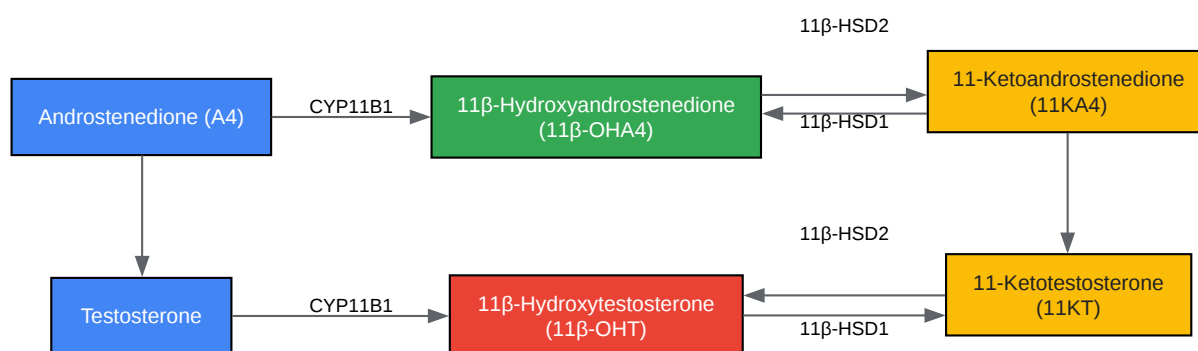 11β-HSD2
Androstenedione (A4)
CYP11B1
11β-Hydroxyandrostenedione
(11β-OHA4)
11β-HSD1
11-Ketoandrostenedione
(11KA4)
11β-HSD2
Testosterone
CYP11B1
11β-Hydroxytestosterone
(11β-OHT)
11β-HSD1
11-Ketotestosterone
(11KT)